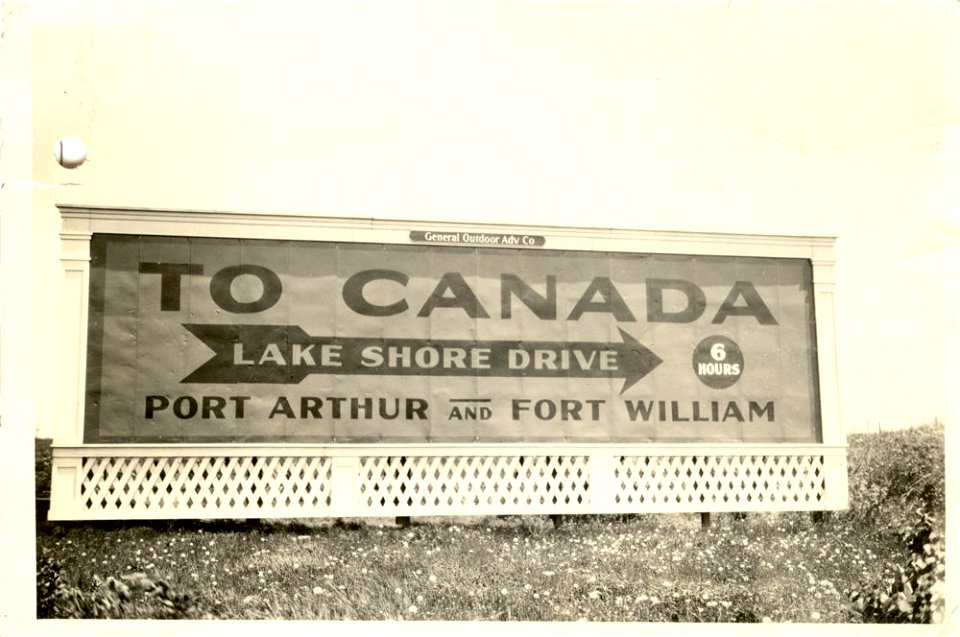 General Outdoor Adv Co
TO CANADA
LAKE SHORE DRIVE
6
HOURS
PORT ARTHUR AND FORT WILLIAM